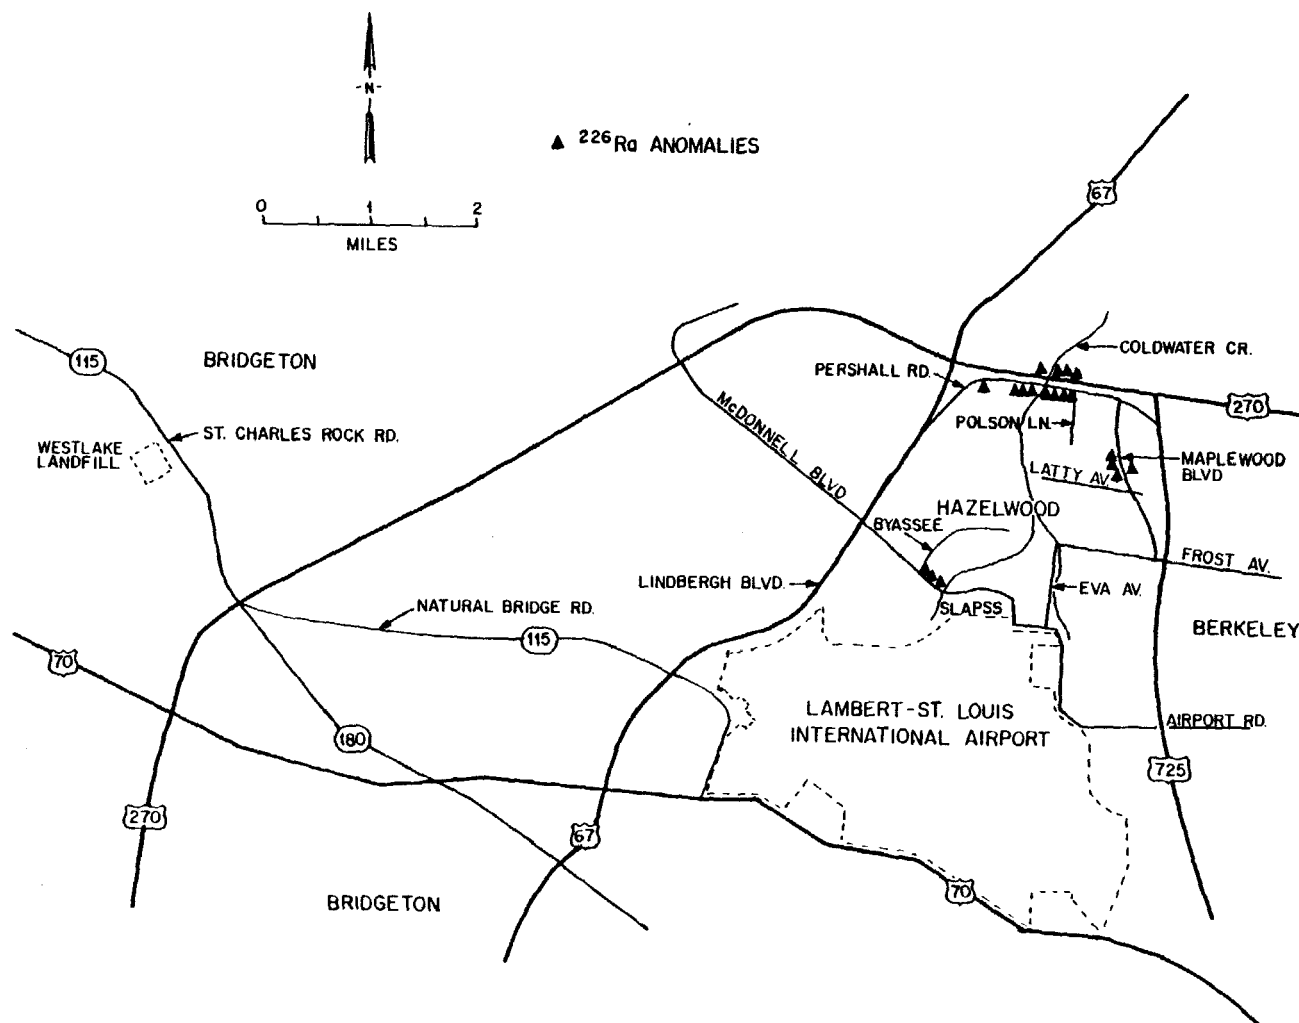 N
²²⁶Ra ANOMALIES
0 1 2
MILES
67
115
BRIDGETON
COLDWATER CR.
PERSHALL RD.
270
McDONNELL BLVD
ST. CHARLES ROCK RD.
POLSON LN.
WESTLAKE
LANDFILL
MAPLEWOOD
BLVD
LATTY AV.
HAZELWOOD
BYASSEE
FROST AV.
LINDBERGH BLVD.
EVA AV.
NATURAL BRIDGE RD.
SLAPSS
115
BERKELEY
70
LAMBERT-ST. LOUIS
INTERNATIONAL AIRPORT
AIRPORT RD.
180
725
270
67
70
BRIDGETON